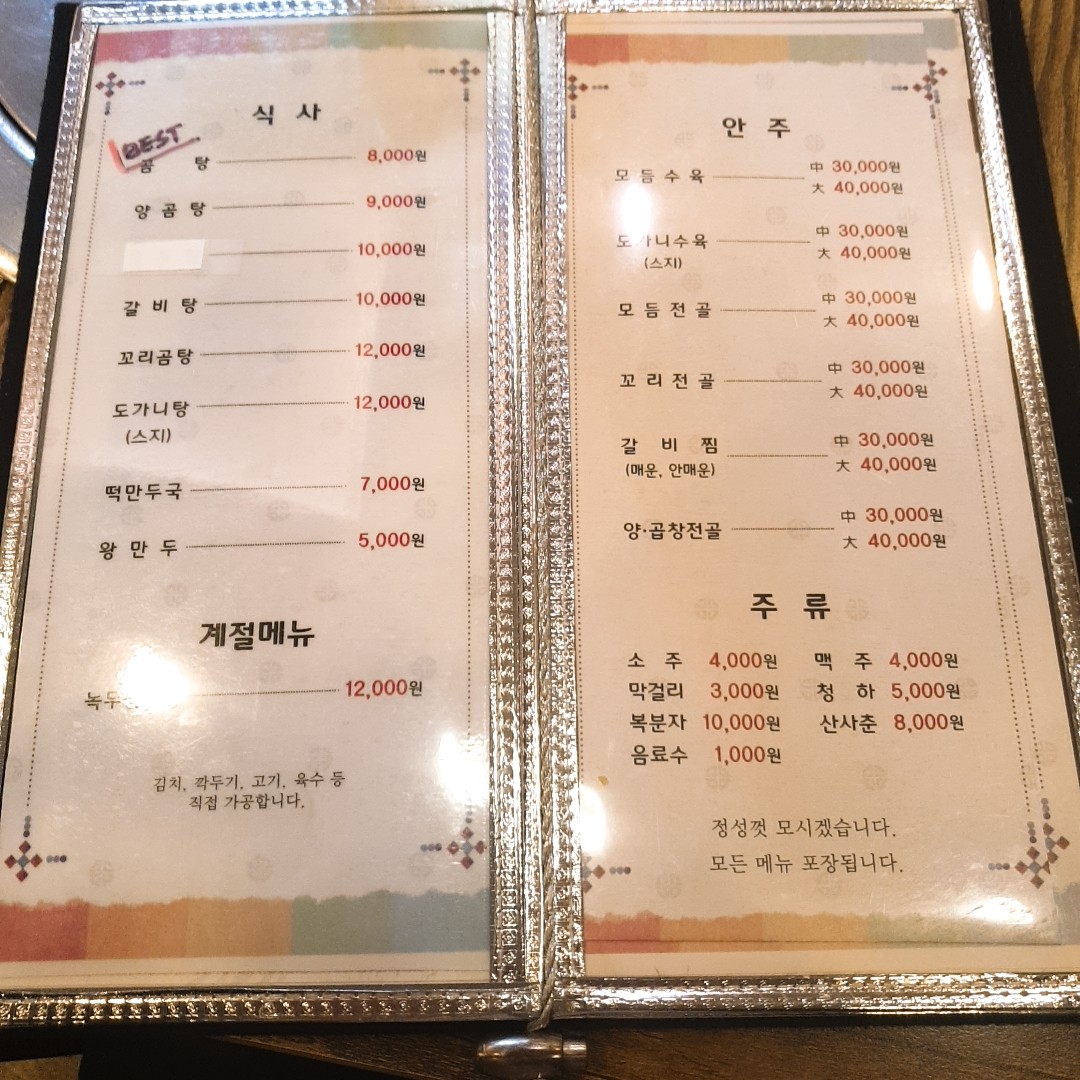 식 사
BEST
곰 탕 8,000원
양 곰 탕 9,000원
10,000원
갈 비 탕 10,000원
꼬리곰탕 12,000원
도가니탕 12,000원
(스지)
떡만두국 7,000원
왕 만 두 5,000원
계절메뉴
12,000원
김치, 깍두기, 고기, 육수 등
직접 가공합니다.
안 주
모 듬 수 육 中 30,000원
大 40,000원
도가니수육 中 30,000원
(스지) 大 40,000원
모 듬 전 골 中 30,000원
大 40,000원
꼬 리 전 골 中 30,000원
大 40,000원
갈 비 찜 中 30,000원
(매운, 안매운) 大 40,000원
양·곱창전골 中 30,000원
大 40,000원
주 류
소 주 4,000원 맥 주 4,000원
막걸리 3,000원 청 하 5,000원
복분자 10,000원 산사춘 8,000원
음료수 1,000원
정성껏 모시겠습니다.
모든 메뉴 포장됩니다.